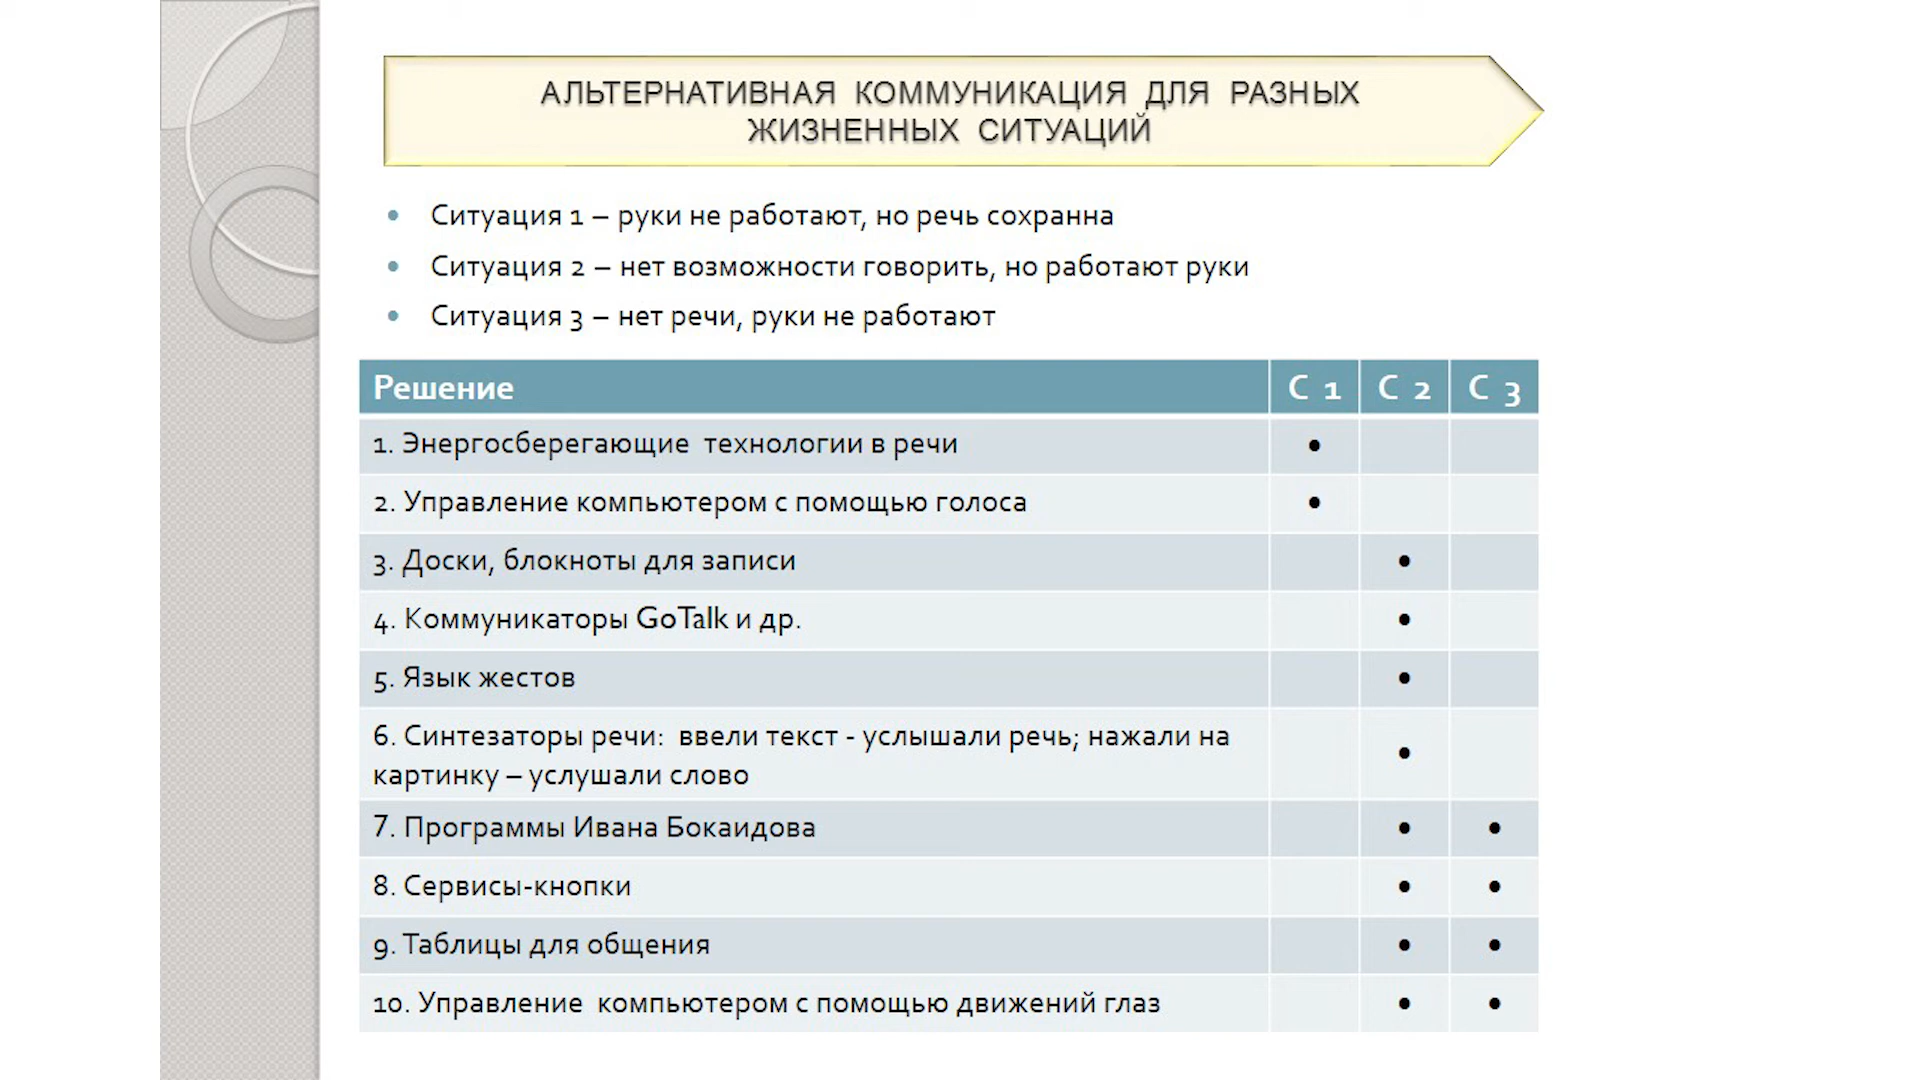 АЛЬТЕРНАТИВНАЯ КОММУНИКАЦИЯ ДЛЯ РАЗНЫХ
ЖИЗНЕННЫХ СИТУАЦИЙ
• Ситуация 1 – руки не работают, но речь сохранна
• Ситуация 2 – нет возможности говорить, но работают руки
• Ситуация 3 – нет речи, руки не работают
Решение С 1 С 2 С 3
1. Энергосберегающие технологии в речи •
2. Управление компьютером с помощью голоса •
3. Доски, блокноты для записи •
4. Коммуникаторы GoTalk и др. •
5. Язык жестов •
6. Синтезаторы речи: ввели текст - услышали речь; нажали на
картинку – услушали слово •
7. Программы Ивана Бокаидова • •
8. Сервисы-кнопки • •
9. Таблицы для общения • •
10. Управление компьютером с помощью движений глаз • •